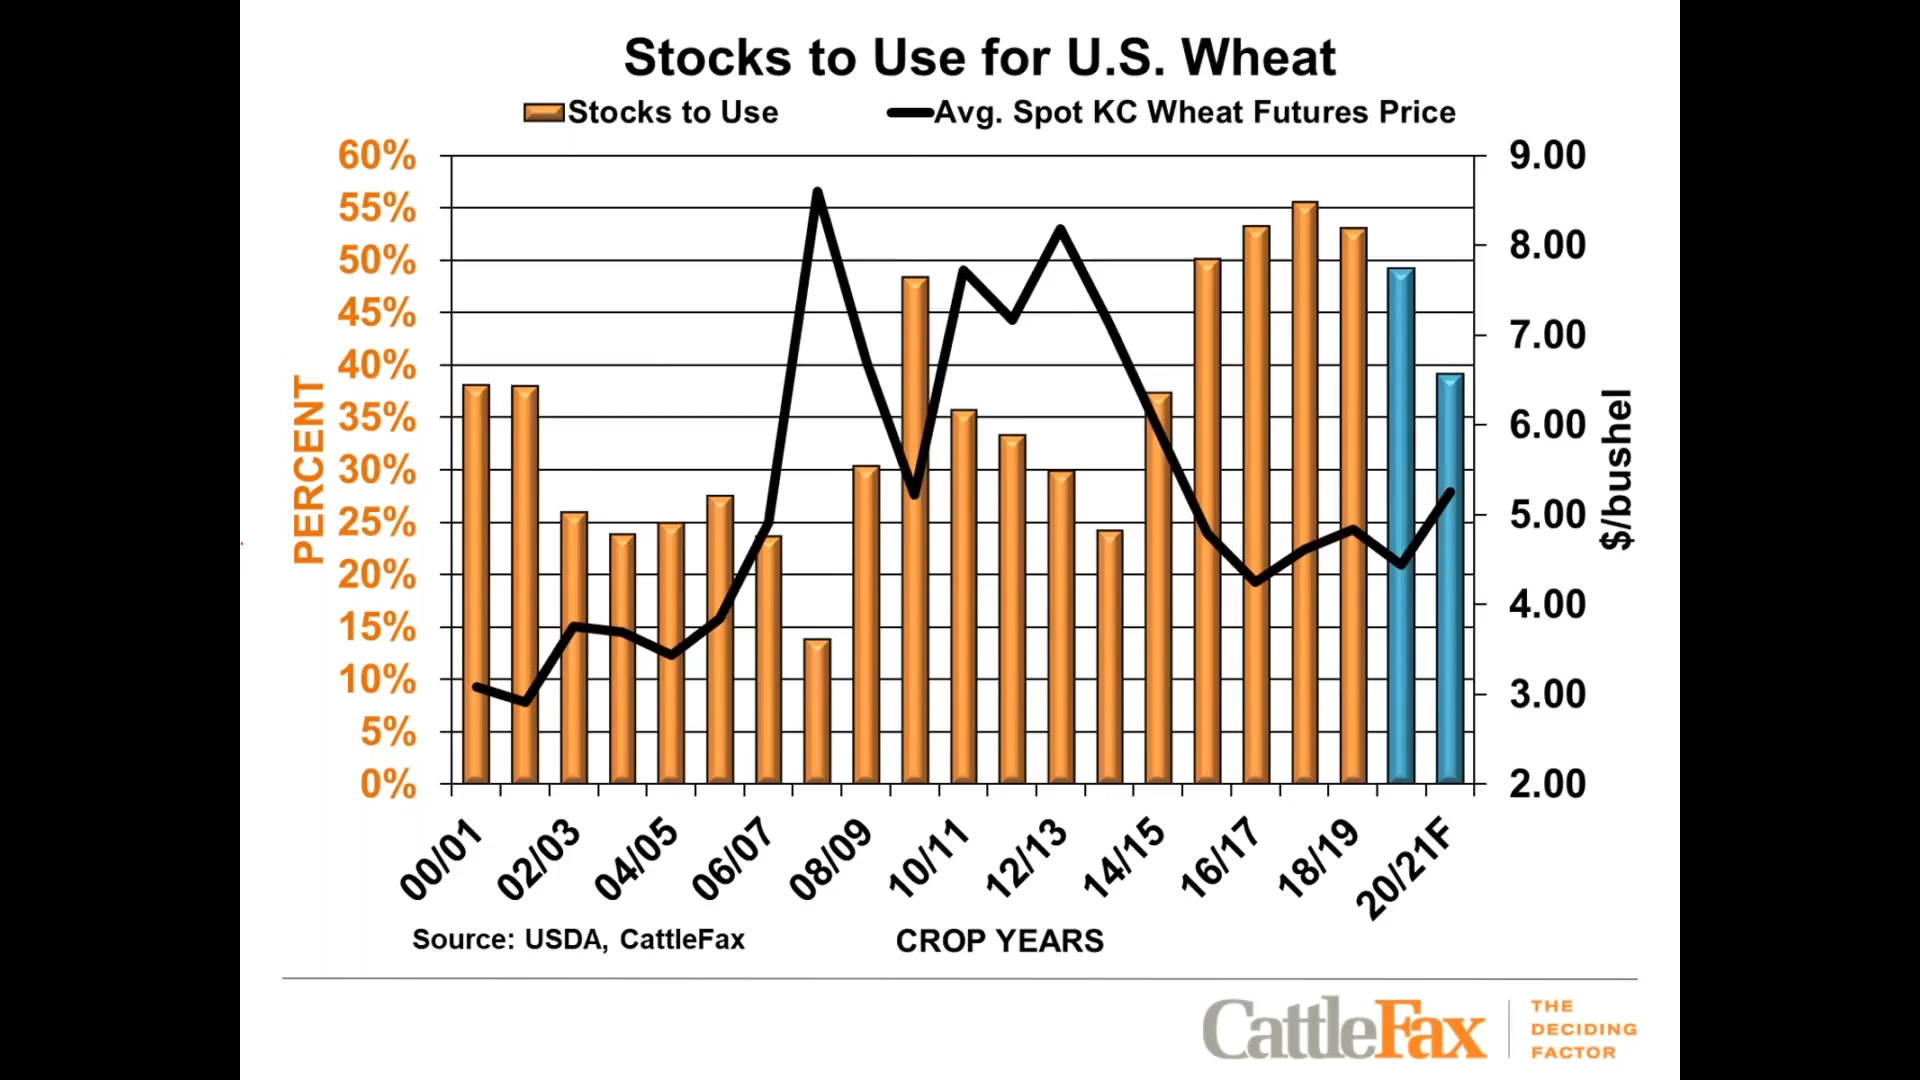 Stocks to Use for U.S. Wheat
Stocks to Use
Avg. Spot KC Wheat Futures Price
60%
55%
50%
45%
40%
35%
30%
25%
20%
15%
10%
5%
0%
PERCENT
9.00
8.00
7.00
6.00
5.00
4.00
3.00
2.00
$/bushel
00/01
02/03
04/05
06/07
08/09
10/11
12/13
14/15
16/17
18/19
20/21F
Source: USDA, CattleFax
CROP YEARS
CattleFax
THE
DECIDING
FACTOR